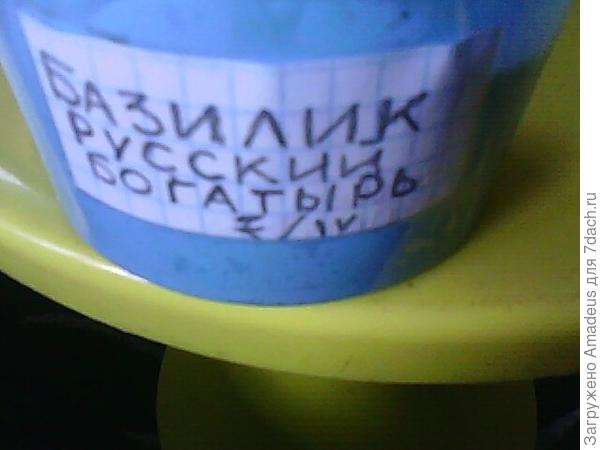 БАЗИЛИК
РУССКИЙ
БОГАТЫРЬ
Загружено Amadeus для 7dach.ru